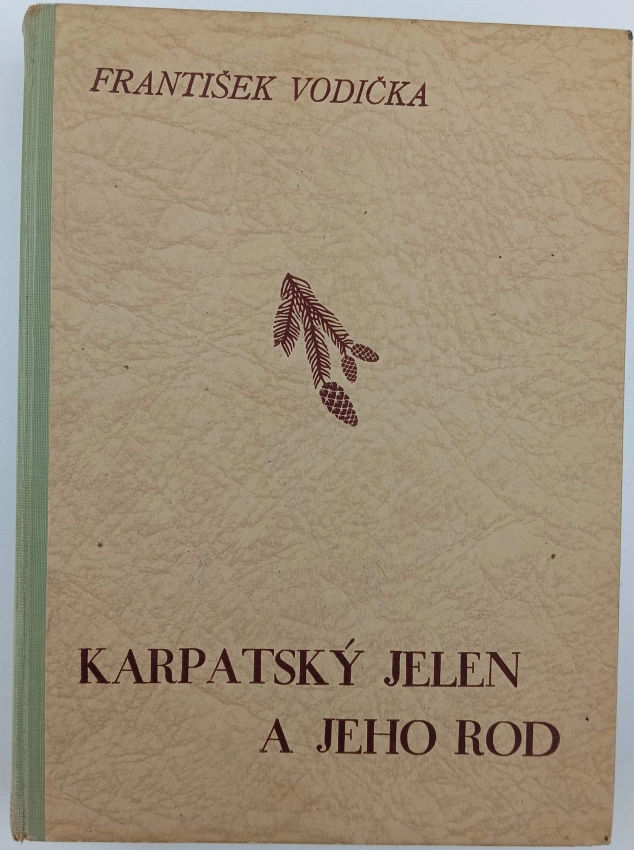 FRANTIŠEK VODIČKA
KARPATSKÝ JELEN
A JEHO ROD